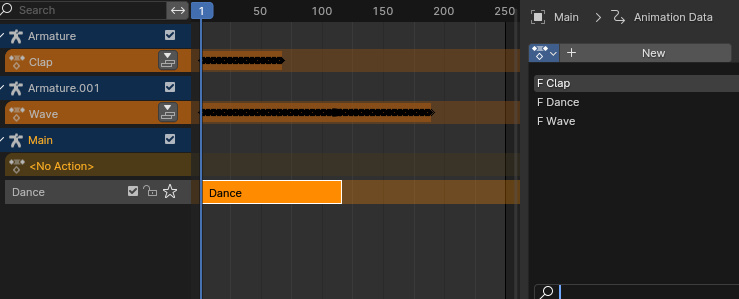 Search
1 50 100 150 200 250
Main > Animation Data
Armature
Clap
New
Armature.001
F Clap
F Dance
Wave
F Wave
Main
<No Action>
Dance
Dance